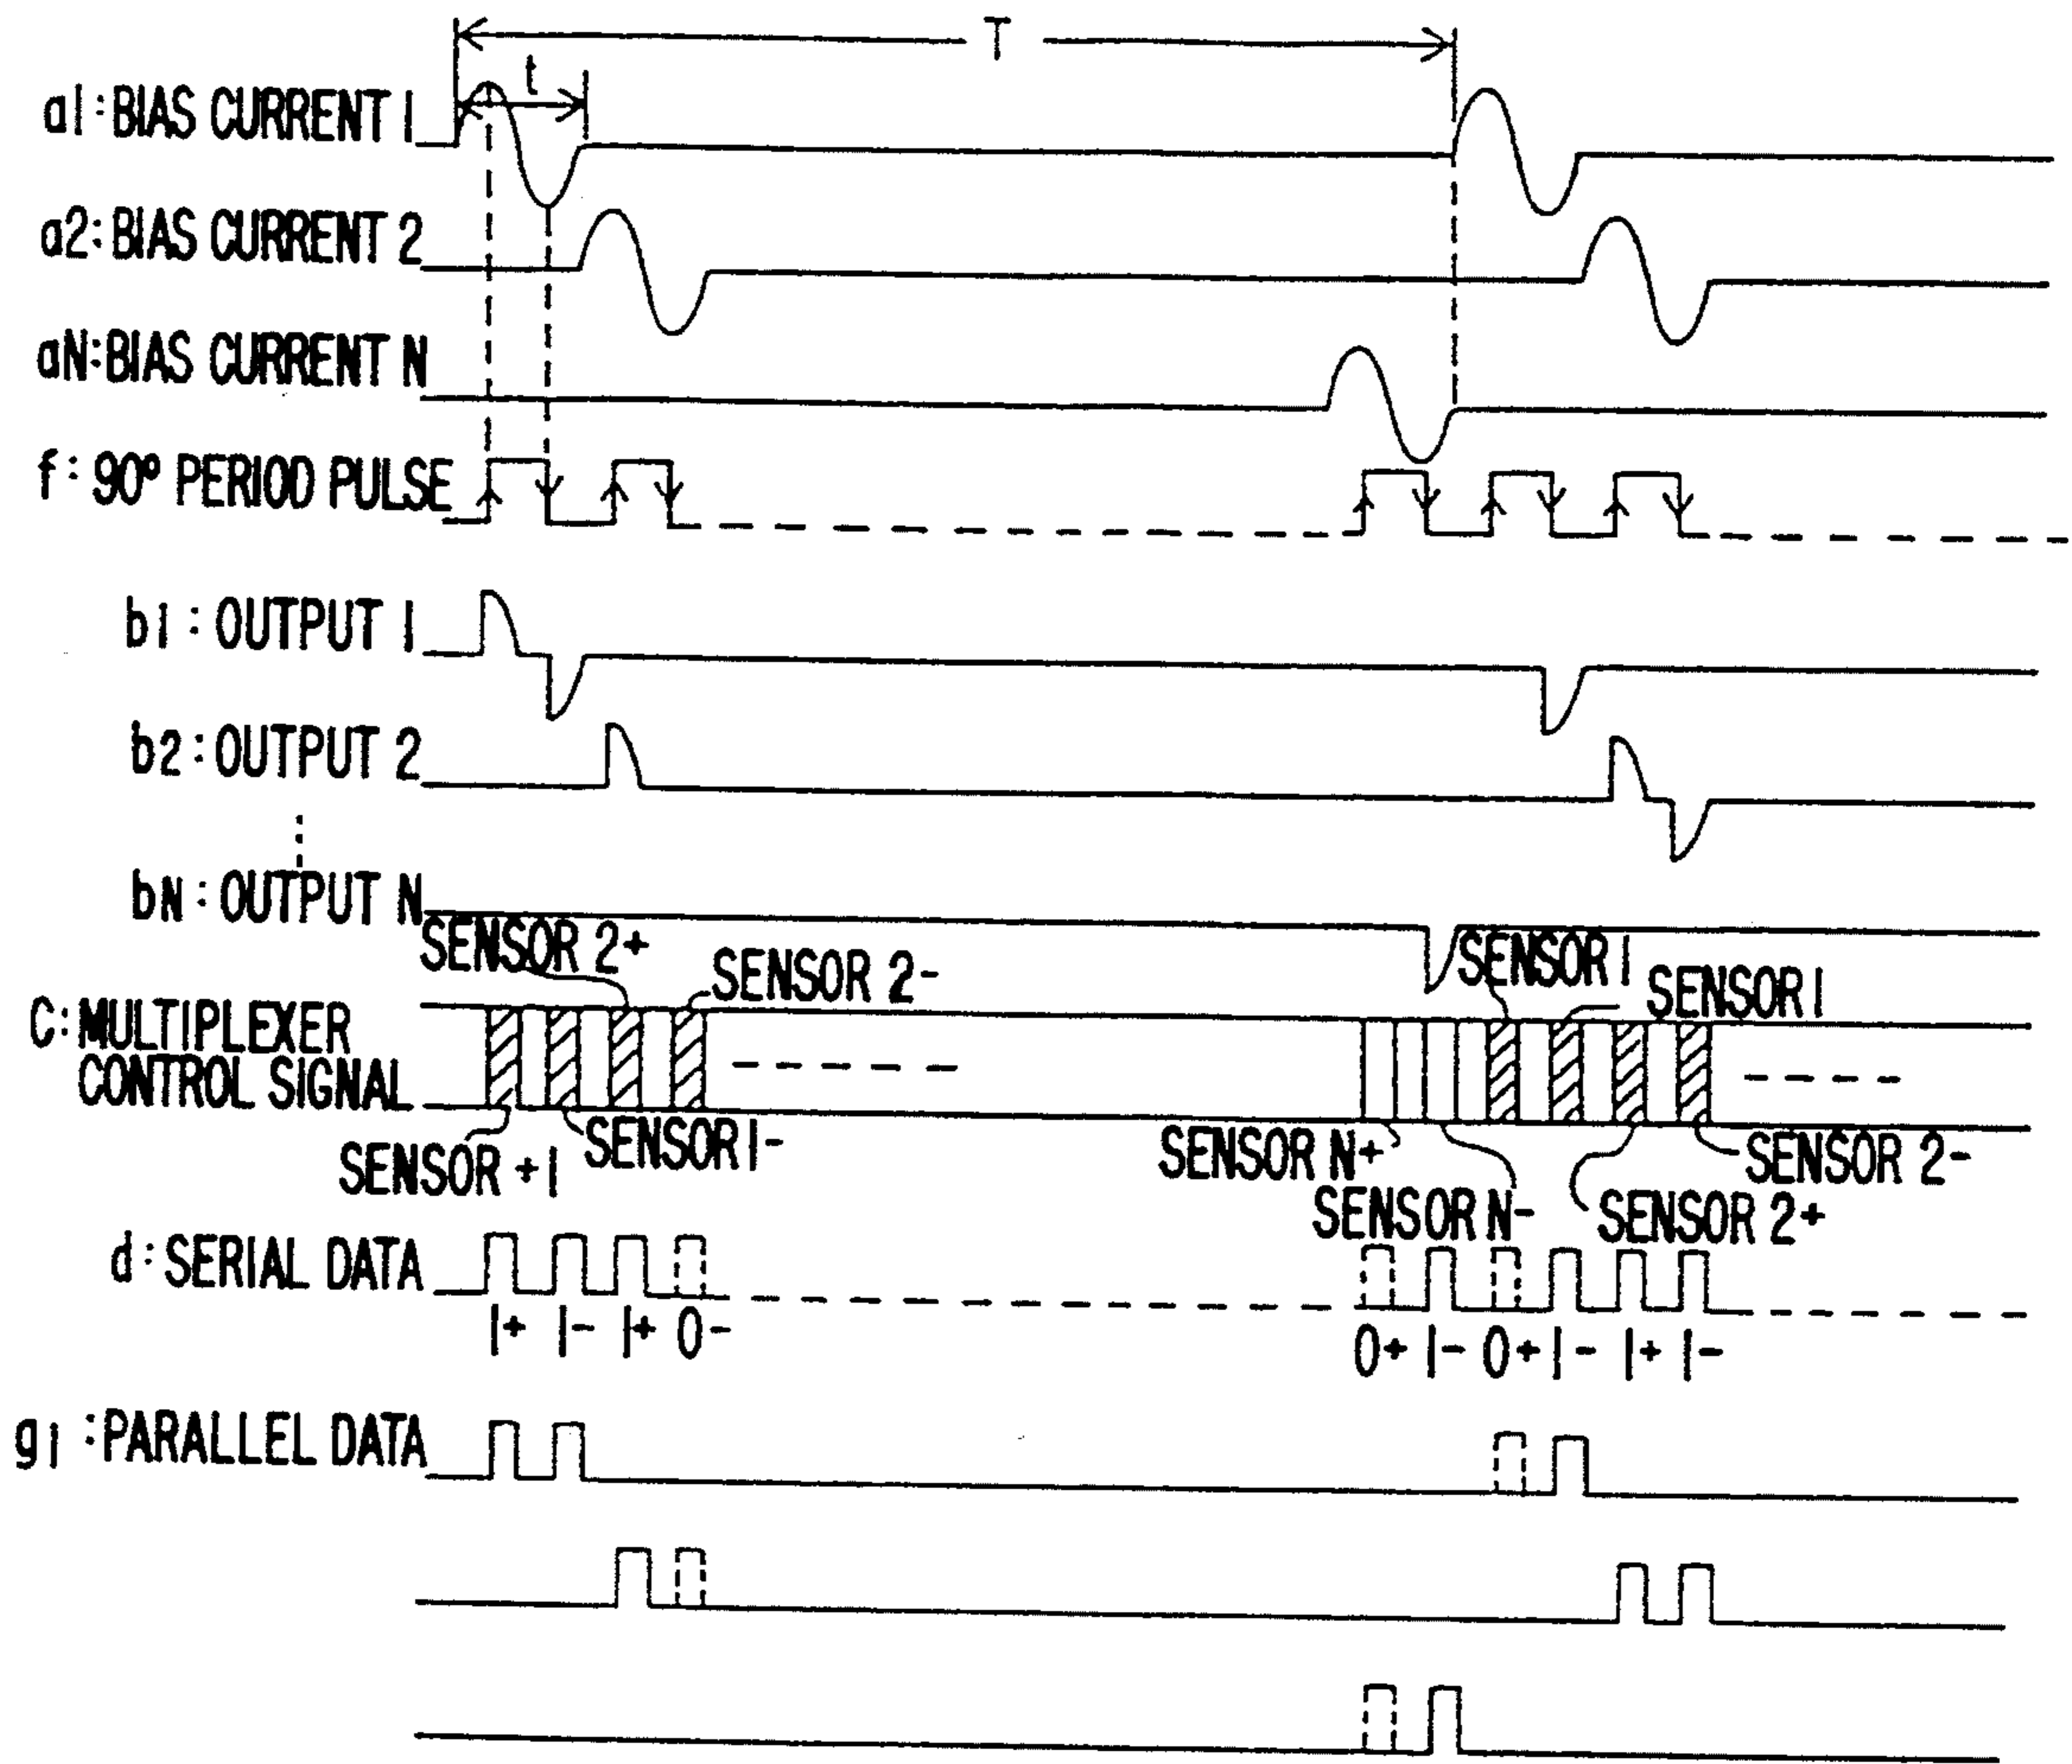 T
t
a1:BIAS CURRENT 1
a2:BIAS CURRENT 2
aN:BIAS CURRENT N
f:90° PERIOD PULSE
b1:OUTPUT 1
b2:OUTPUT 2
bN:OUTPUT N
SENSOR 2+
SENSOR 2-
SENSOR 1
SENSOR 1
C:MULTIPLEXER
CONTROL SIGNAL
SENSOR +1
SENSOR 1-
SENSOR N+
SENSOR N-
SENSOR 2+
SENSOR 2-
d:SERIAL DATA
1+ 1- 1+ 0-
0+ 1- 0+ 1- 1+ 1-
g1:PARALLEL DATA